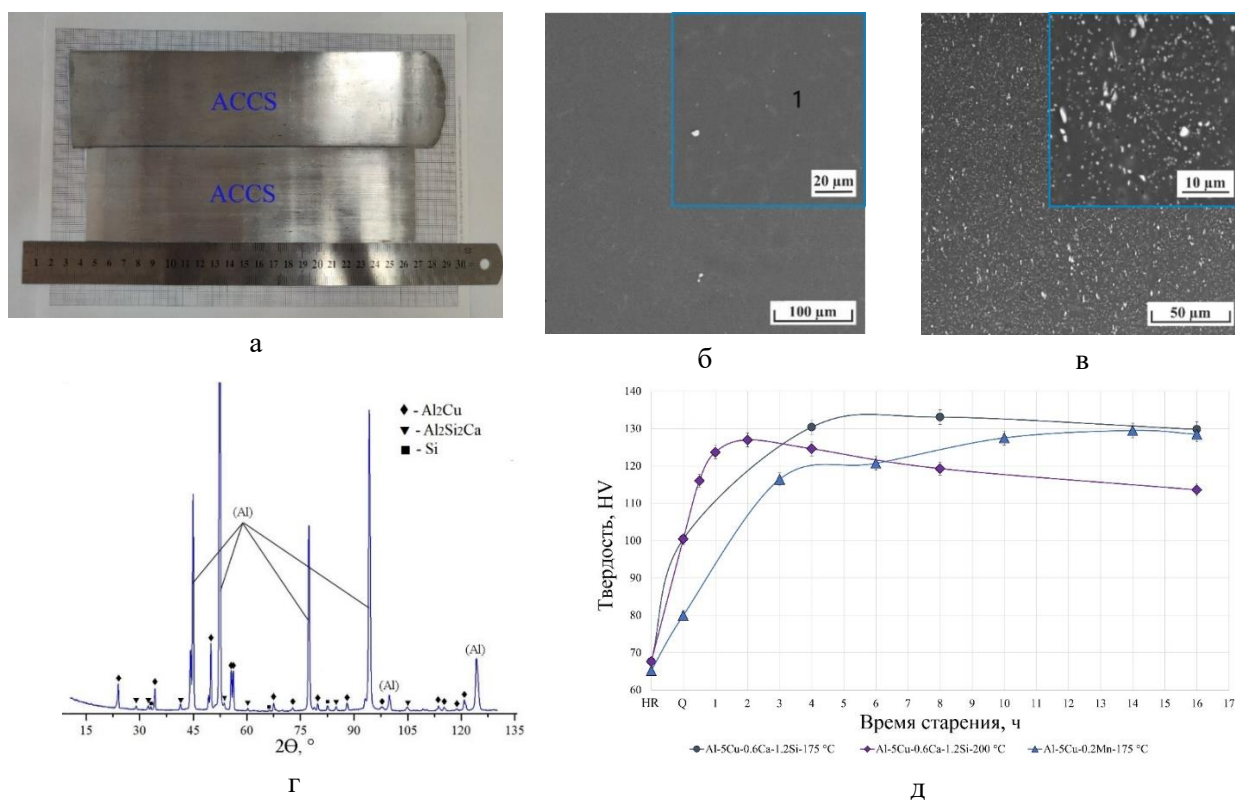 ACCS
ACCS
1 2 3 4 5 6 7 8 9 10 11 12 13 14 15 16 17 18 19 20 21 22 23 24 25 26 27 28 29 30
а
1
20 µm
100 µm
б
10 µm
50 µm
в
♦ - Al₂Cu
▼ - Al₂Si₂Ca
■ - Si
(Al)
(Al)
(Al)
15 30 45 60 75 90 105 120 135
2Θ, °
г
Твердость, HV
140
130
120
110
100
90
80
70
60
HR Q 1 2 3 4 5 6 7 8 9 10 11 12 13 14 15 16 17
Время старения, ч
Al-5Cu-0.6Ca-1.2Si-175 °C Al-5Cu-0.6Ca-1.2Si-200 °C Al-5Cu-0.2Mn-175 °C
д